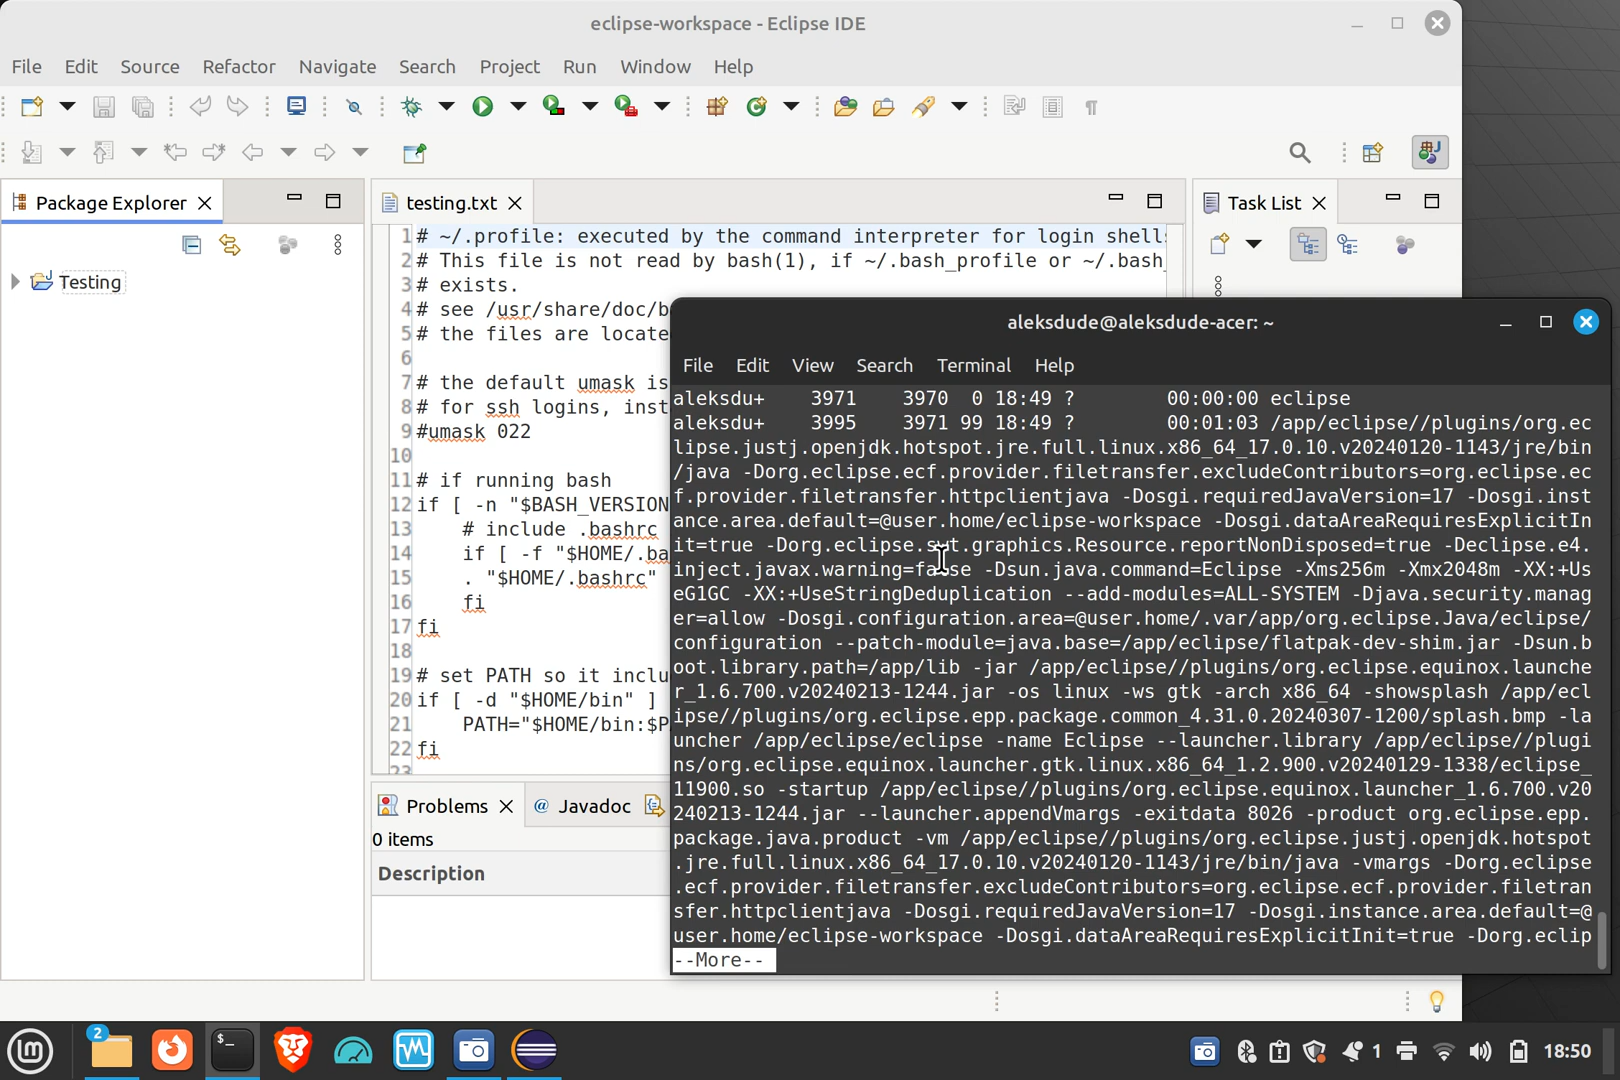 eclipse-workspace - Eclipse IDE
File Edit Source Refactor Navigate Search Project Run Window Help
Package Explorer
testing.txt
Task List
Testing
1 # ~/.profile: executed by the command interpreter for login shells
2 # This file is not read by bash(1), if ~/.bash_profile or ~/.bash_
3 # exists.
4 # see /usr/share/doc/b
5 # the files are locate
6
7 # the default umask is
8 # for ssh logins, inst
9 #umask 022
10
11 # if running bash
12 if [ -n "$BASH_VERSION
13     # include .bashrc
14     if [ -f "$HOME/.ba
15     . "$HOME/.bashrc"
16     fi
17 fi
18
19 # set PATH so it inclu
20 if [ -d "$HOME/bin" ]
21     PATH="$HOME/bin:$P
22 fi
23
Problems
@ Javadoc
0 items
Description
aleksdude@aleksdude-acer: ~
File Edit View Search Terminal Help
aleksdu+    3971    3970  0 18:49 ?        00:00:00 eclipse
aleksdu+    3995    3971 99 18:49 ?        00:01:03 /app/eclipse//plugins/org.ec
lipse.justj.openjdk.hotspot.jre.full.linux.x86_64_17.0.10.v20240120-1143/jre/bin
/java -Dorg.eclipse.ecf.provider.filetransfer.excludeContributors=org.eclipse.ec
f.provider.filetransfer.httpclientjava -Dosgi.requiredJavaVersion=17 -Dosgi.inst
ance.area.default=@user.home/eclipse-workspace -Dosgi.dataAreaRequiresExplicitIn
it=true -Dorg.eclipse.swt.graphics.Resource.reportNonDisposed=true -Declipse.e4.
inject.javax.warning=false -Dsun.java.command=Eclipse -Xms256m -Xmx2048m -XX:+Us
eG1GC -XX:+UseStringDeduplication --add-modules=ALL-SYSTEM -Djava.security.manag
er=allow -Dosgi.configuration.area=@user.home/.var/app/org.eclipse.Java/eclipse/
configuration --patch-module=java.base=/app/eclipse/flatpak-dev-shim.jar -Dsun.b
oot.library.path=/app/lib -jar /app/eclipse//plugins/org.eclipse.equinox.launche
r_1.6.700.v20240213-1244.jar -os linux -ws gtk -arch x86_64 -showsplash /app/ecl
ipse//plugins/org.eclipse.epp.package.common_4.31.0.20240307-1200/splash.bmp -la
uncher /app/eclipse/eclipse -name Eclipse --launcher.library /app/eclipse//plugi
ns/org.eclipse.equinox.launcher.gtk.linux.x86_64_1.2.900.v20240129-1338/eclipse_
11900.so -startup /app/eclipse//plugins/org.eclipse.equinox.launcher_1.6.700.v20
240213-1244.jar --launcher.appendVmargs -exitdata 8026 -product org.eclipse.epp.
package.java.product -vm /app/eclipse//plugins/org.eclipse.justj.openjdk.hotspot
.jre.full.linux.x86_64_17.0.10.v20240120-1143/jre/bin/java -vmargs -Dorg.eclipse
.ecf.provider.filetransfer.excludeContributors=org.eclipse.ecf.provider.filetran
sfer.httpclientjava -Dosgi.requiredJavaVersion=17 -Dosgi.instance.area.default=@
user.home/eclipse-workspace -Dosgi.dataAreaRequiresExplicitInit=true -Dorg.eclip
--More--
2
1
18:50